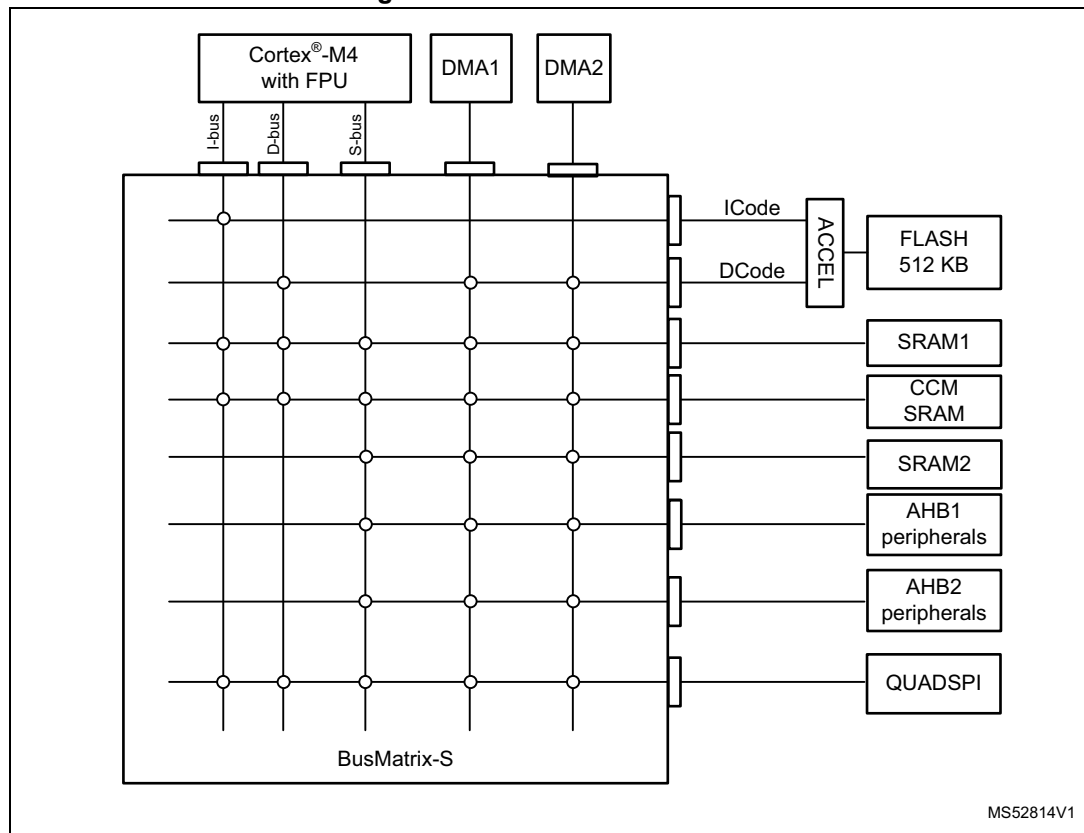 Cortex®-M4
with FPU
DMA1
DMA2
I-bus
D-bus
S-bus
ICode
DCode
ACCEL
FLASH
512 KB
SRAM1
CCM
SRAM
SRAM2
AHB1
peripherals
AHB2
peripherals
QUADSPI
BusMatrix-S
MS52814V1